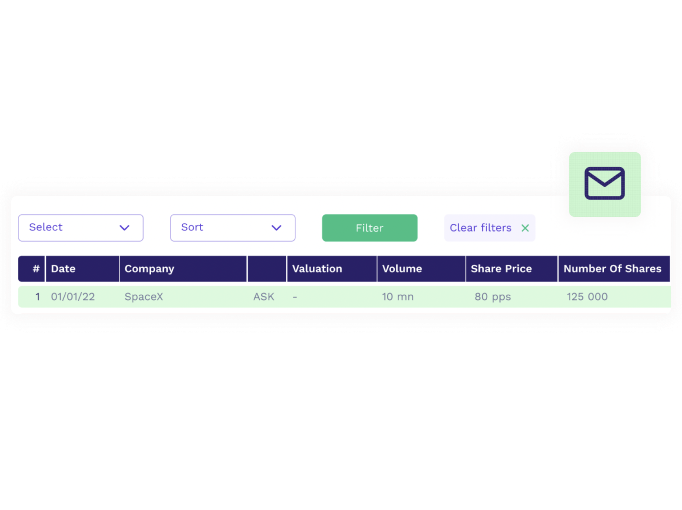 Select Sort Filter Clear filters
# Date Company Valuation Volume Share Price Number Of Shares
1 01/01/22 SpaceX ASK - 10 mn 80 pps 125 000